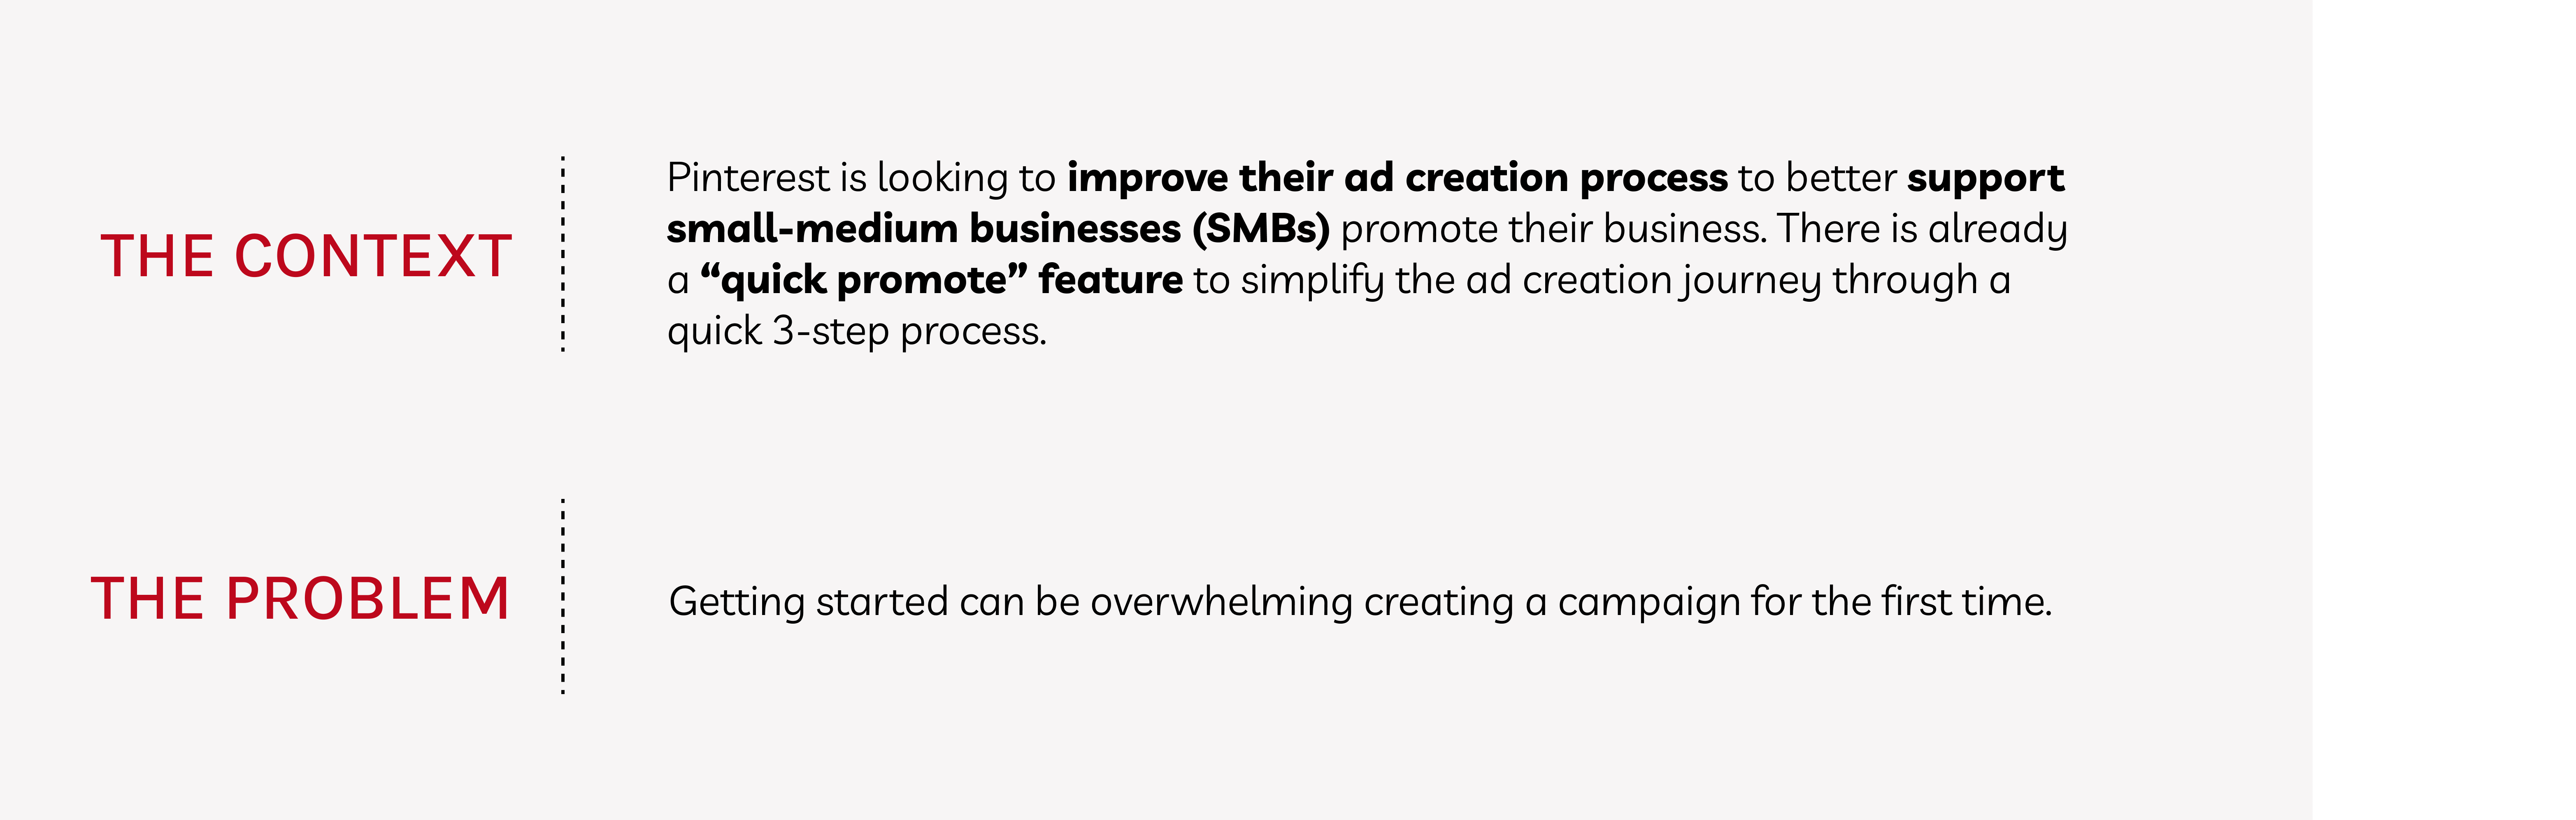 THE CONTEXT
Pinterest is looking to improve their ad creation process to better support
small-medium businesses (SMBs) promote their business. There is already
a “quick promote” feature to simplify the ad creation journey through a
quick 3-step process.
THE PROBLEM
Getting started can be overwhelming creating a campaign for the first time.